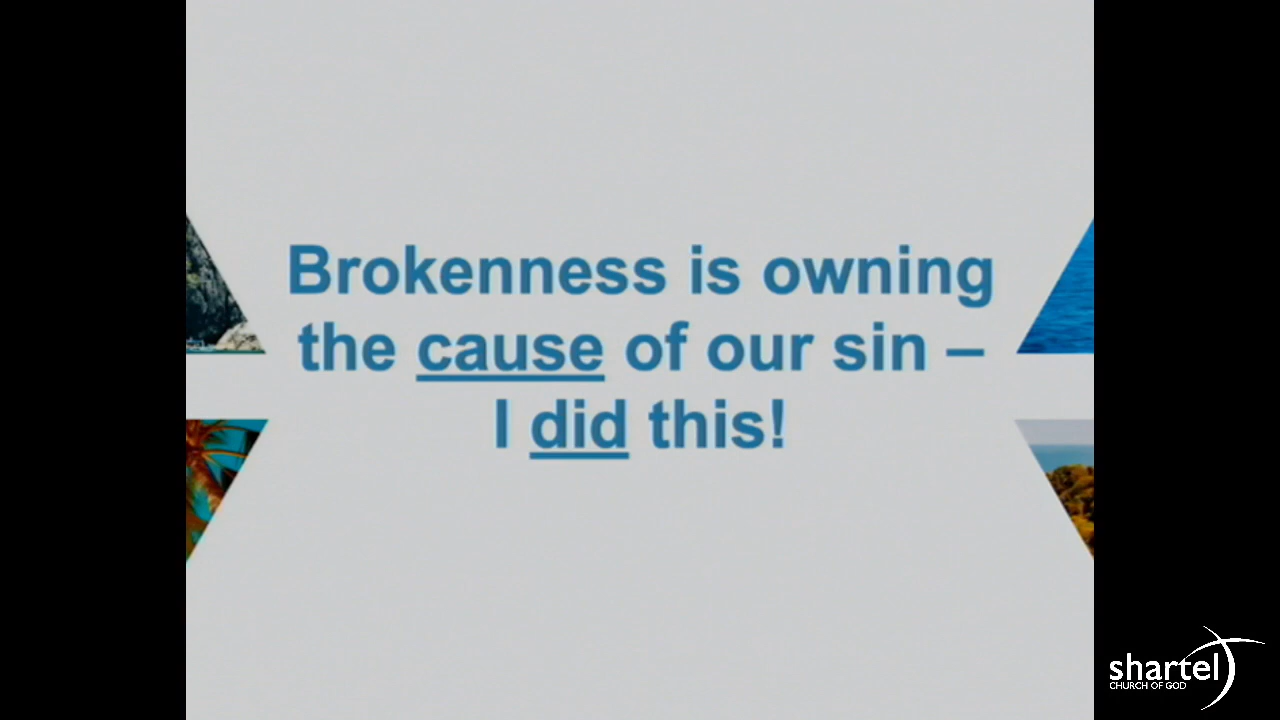 Brokenness is owning
the cause of our sin –
I did this!
shartel
CHURCH OF GOD